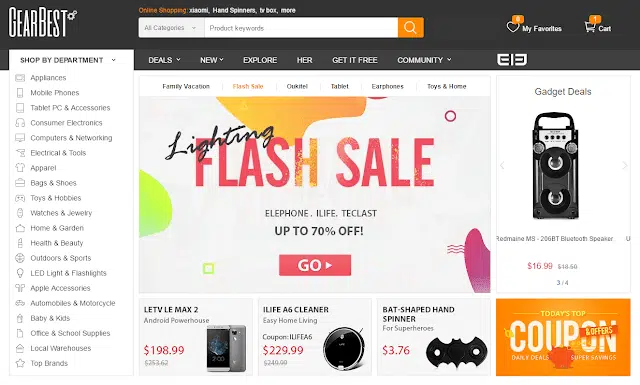 GEARBEST
Online Shopping: xiaomi, Hand Spinners, tv box, more
All Categories
Product keywords
8
My Favorites
1
Cart
SHOP BY DEPARTMENT
DEALS
NEW
EXPLORE
HER
GET IT FREE
COMMUNITY
Appliances
Mobile Phones
Tablet PC & Accessories
Consumer Electronics
Computers & Networking
Electrical & Tools
Apparel
Bags & Shoes
Toys & Hobbies
Watches & Jewelry
Home & Garden
Health & Beauty
Outdoors & Sports
LED Light & Flashlights
Apple Accessories
Automobiles & Motorcycle
Baby & Kids
Office & School Supplies
Local Warehouses
Top Brands
Family Vacation
Flash Sale
Oukitel
Tablet
Earphones
Toys & Home
Lighting
FLASH SALE
ELEPHONE . ILIFE. TECLAST
UP TO 70% OFF!
GO
Gadget Deals
Redmaine MS - 206BT Bluetooth Speaker
U
$16.99 $18.50
3 / 4
LETV LE MAX 2
Android Powerhouse
$198.99
$253.62
ILIFE A6 CLEANER
Easy Home Living
Coupon:ILIFEA6
$229.99
$249.99
BAT-SHAPED HAND
SPINNER
For Superheroes
$3.76
TODAY'S TOP
COUPON
& OFFERS
DAILY DEALS
SUPER SAVINGS